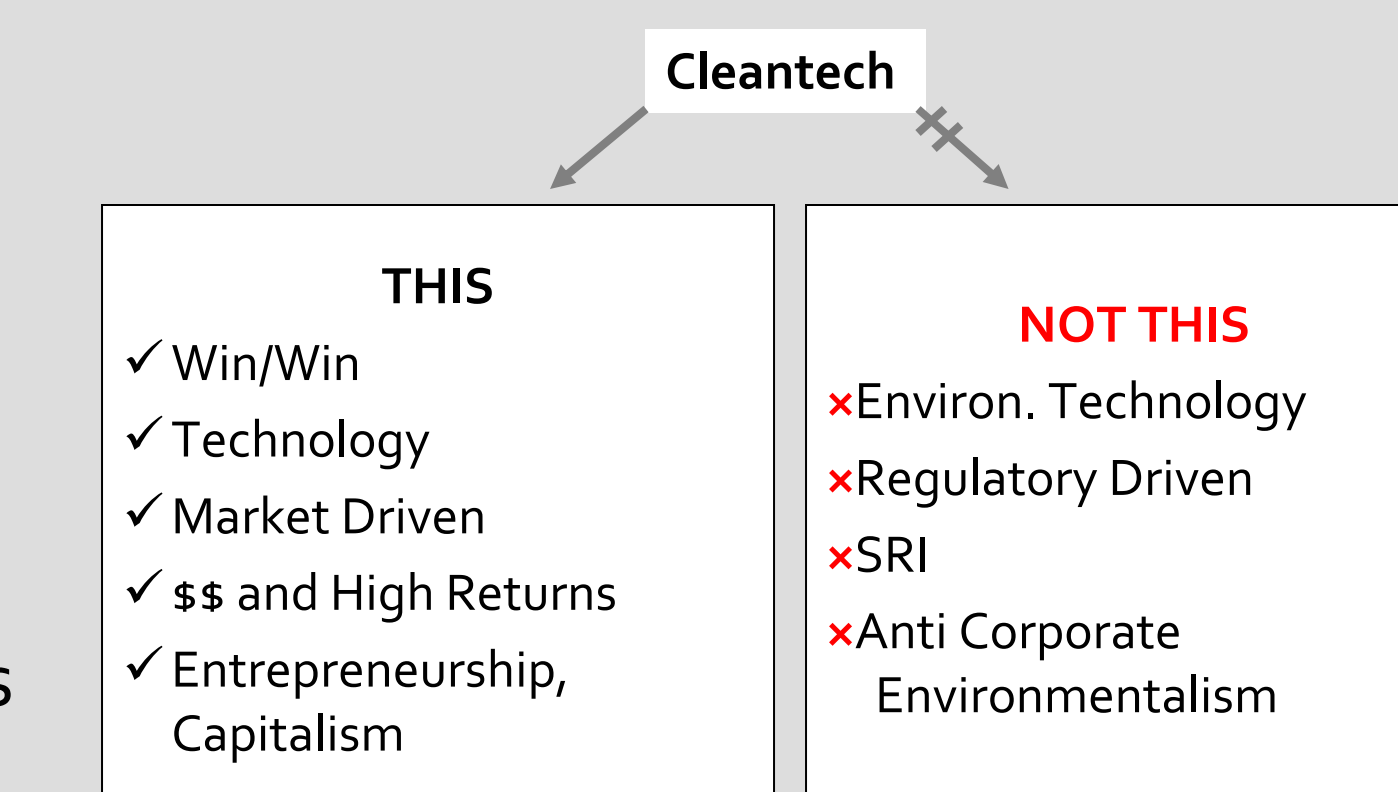 Cleantech
THIS
✓ Win/Win
✓ Technology
✓ Market Driven
✓ $$ and High Returns
✓ Entrepreneurship,
Capitalism
NOT THIS
×Environ. Technology
×Regulatory Driven
×SRI
×Anti Corporate
Environmentalism
s